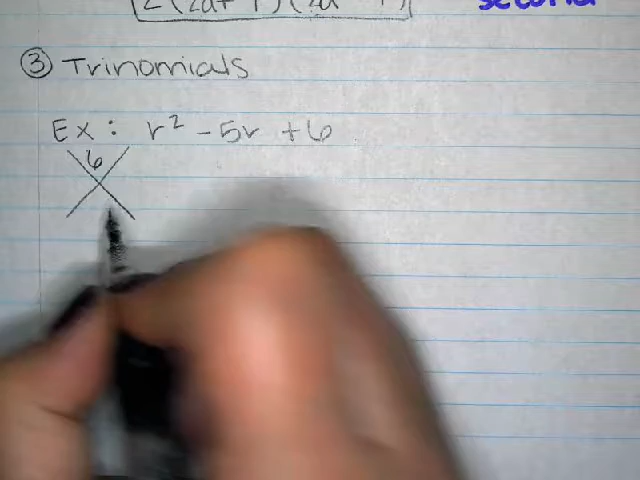 ③ Trinomials
Ex: r² - 5r + 6
6